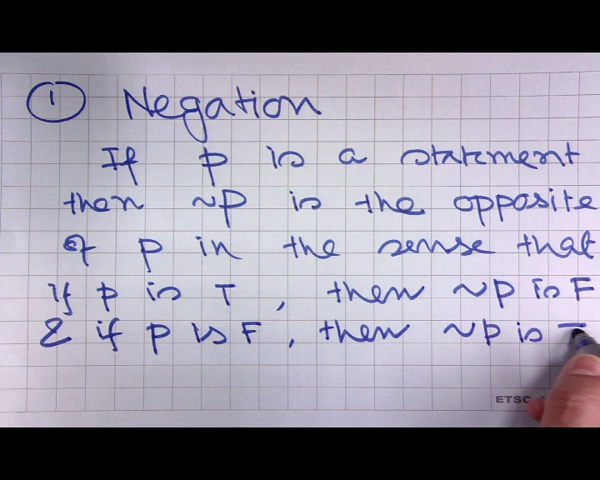 ① Negation
If p is a statement
then ~p is the opposite
of p in the sense that
if p is T, then ~p is F
& if p is F, then ~p is
ETSC